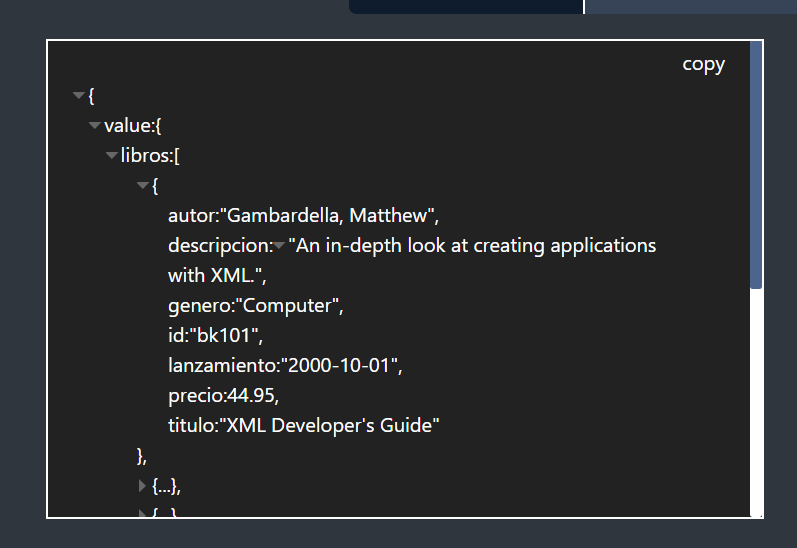 copy
{
value:{
libros:[
{
autor:"Gambardella, Matthew",
descripcion: "An in-depth look at creating applications
with XML.",
genero:"Computer",
id:"bk101",
lanzamiento:"2000-10-01",
precio:44.95,
titulo:"XML Developer's Guide"
},
{...},
{...}